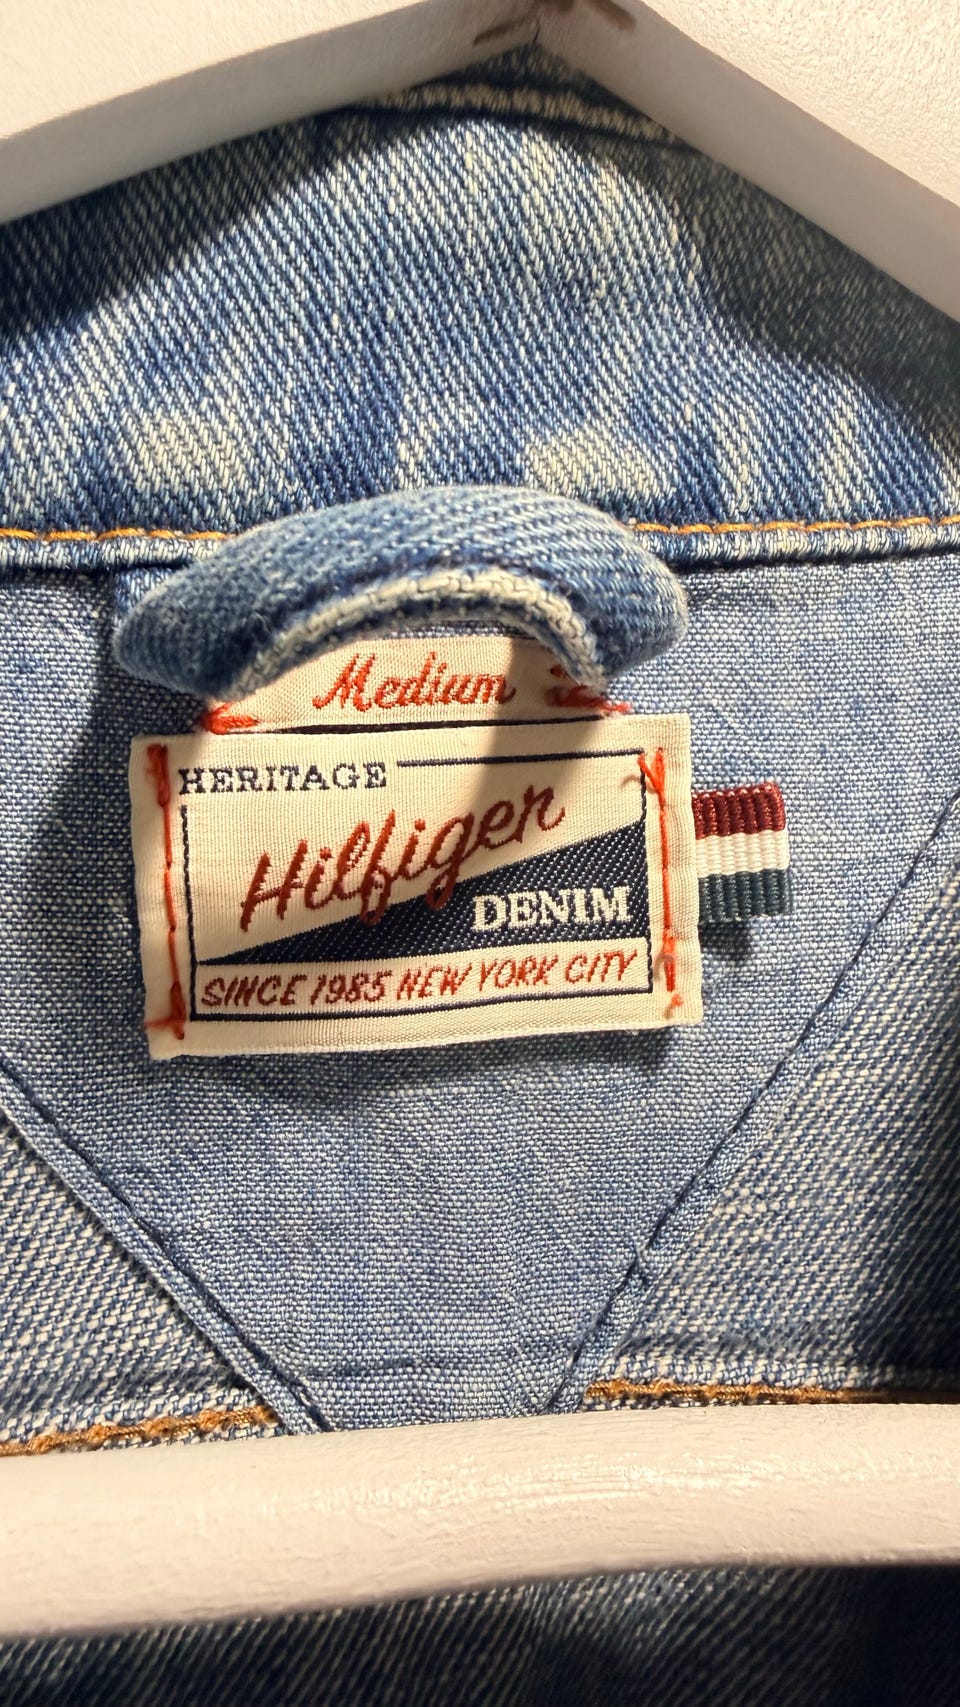 Medium
HERITAGE
Hilfiger
DENIM
SINCE 1985 NEW YORK CITY